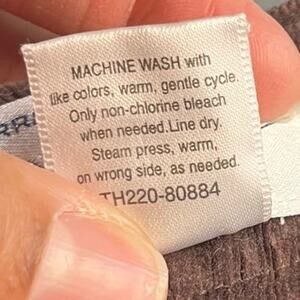 MACHINE WASH with
like colors, warm, gentle cycle.
Only non-chlorine bleach
when needed.Line dry.
Steam press, warm,
on wrong side, as needed.
TH220-80884